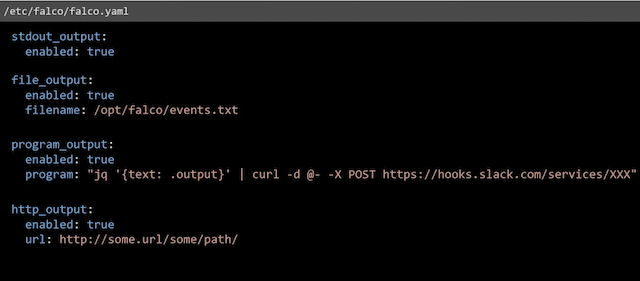 /etc/falco/falco.yaml
stdout_output:
  enabled: true
file_output:
  enabled: true
  filename: /opt/falco/events.txt
program_output:
  enabled: true
  program: "jq '{text: .output}' | curl -d @- -X POST https://hooks.slack.com/services/XXX"
http_output:
  enabled: true
  url: http://some.url/some/path/